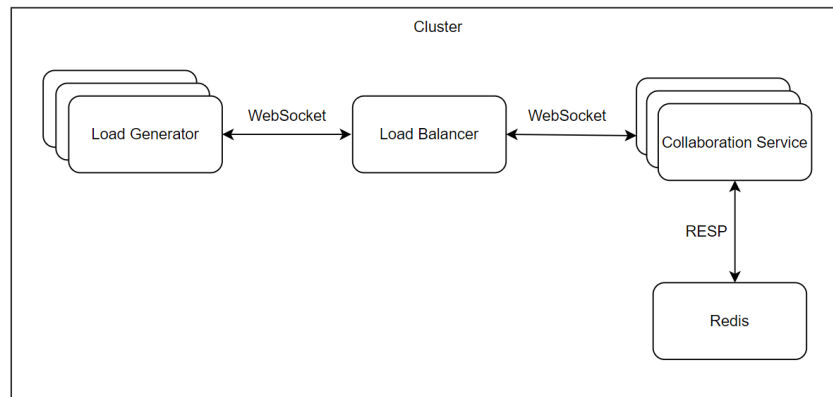 Cluster
WebSocket
WebSocket
Load Generator
Load Balancer
Collaboration Service
RESP
Redis